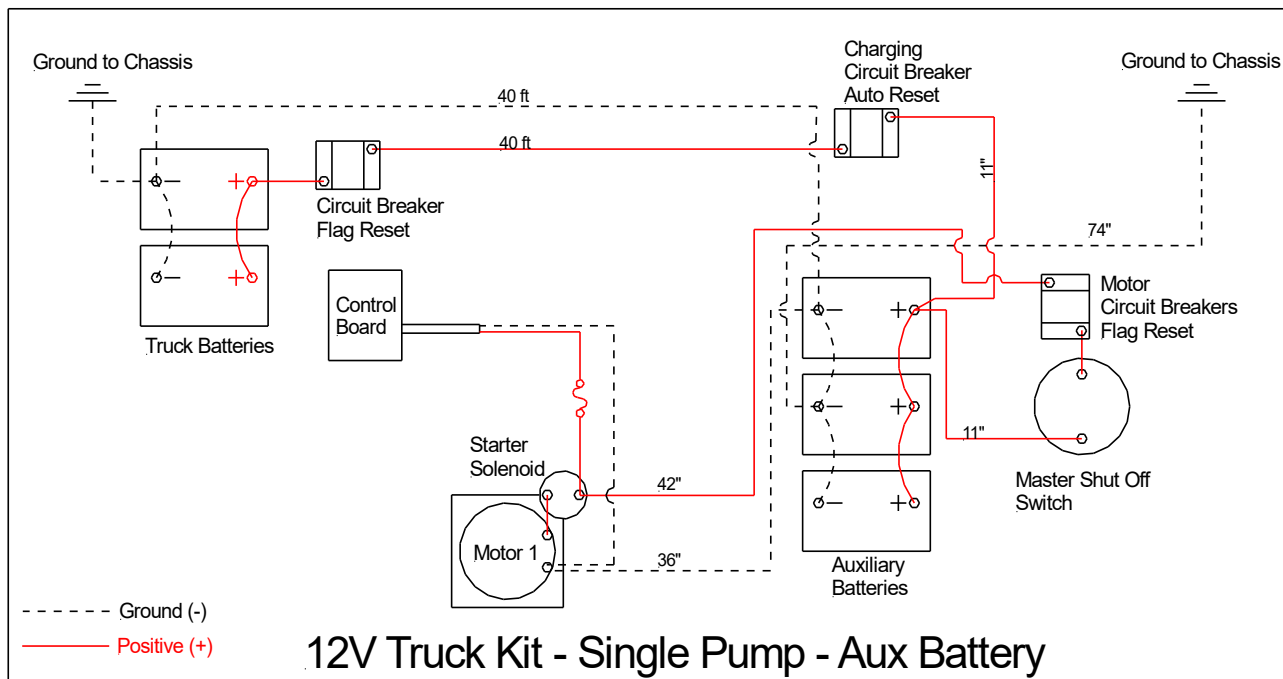 Ground to Chassis
40 ft
Charging
Circuit Breaker
Auto Reset
Ground to Chassis
40 ft
11"
− +
Circuit Breaker
Flag Reset
74"
− +
Truck Batteries
Control
Board
Motor
Circuit Breakers
Flag Reset
− +
− +
11"
Starter
Solenoid
Master Shut Off
Switch
42"
− +
Motor 1
36"
Auxiliary
Batteries
Ground (-)
Positive (+)
12V Truck Kit - Single Pump - Aux Battery